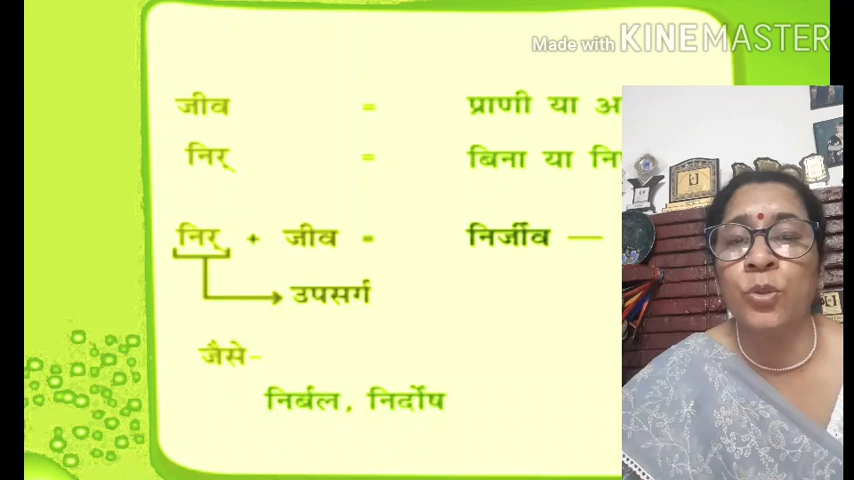 Made with KINEMASTER
जीव = प्राणी या
निर् = बिना या
निर् + जीव = निर्जीव —
उपसर्ग
जैसे-
निर्बल, निर्दोष